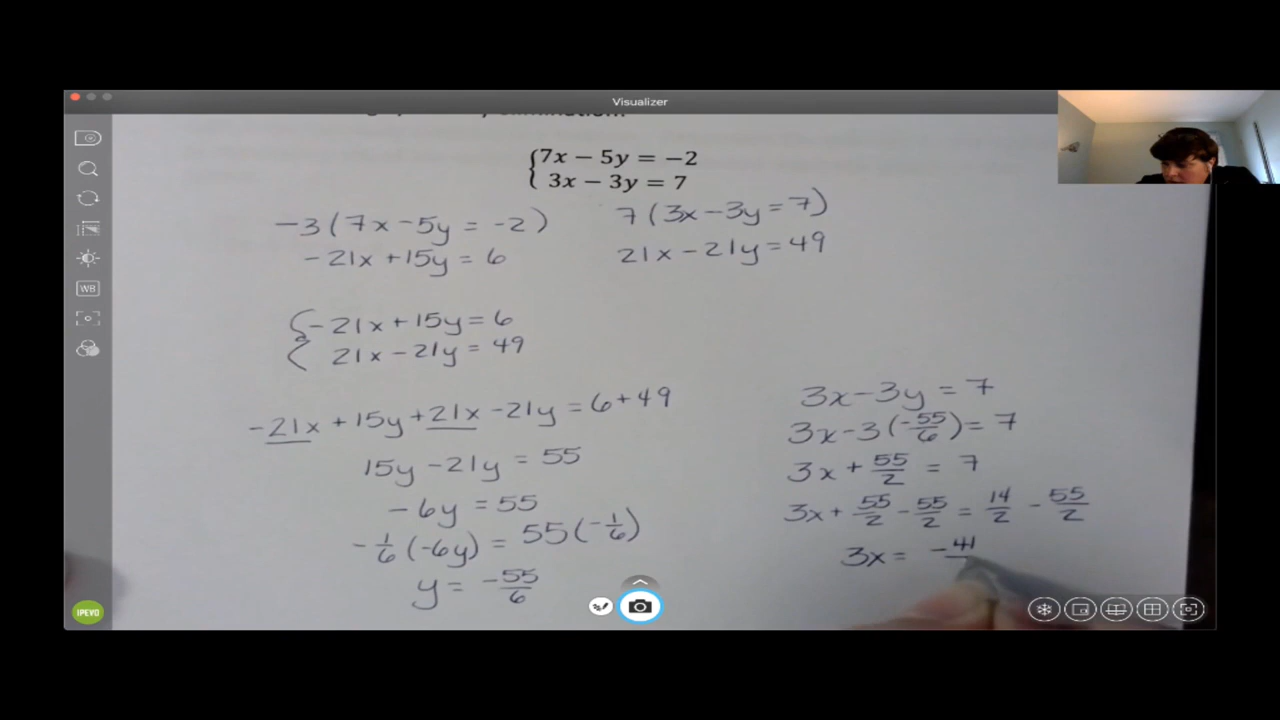 Visualizer
7x − 5y = −2
3x − 3y = 7
-3(7x-5y = -2)
7(3x-3y=7)
-21x+15y = 6
21x-21y=49
-21x+15y=6
21x-21y=49
-21x+15y+21x-21y=6+49
15y-21y=55
-6y=55
-1/6(-6y)=55(-1/6)
y=-55/6
3x-3y=7
3x-3(-55/6)=7
3x+55/2=7
3x+55/2-55/2=14/2-55/2
3x=-41
WB
IPEVO